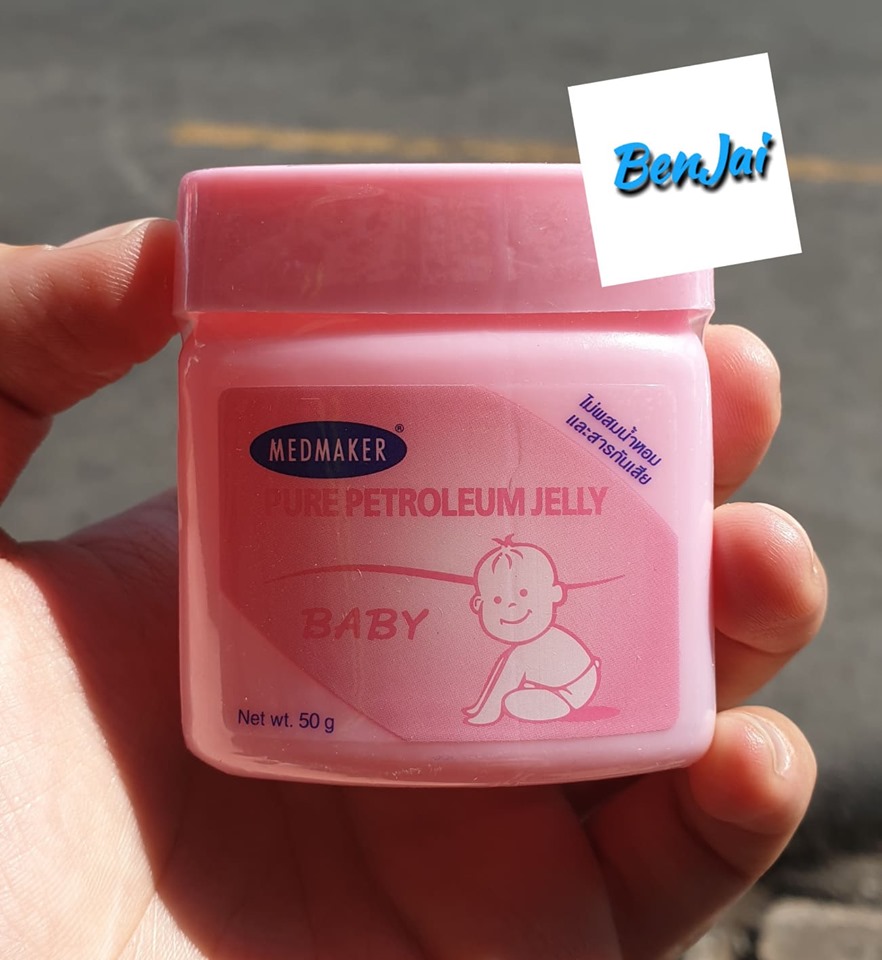 BenJai
MEDMAKER®
ไม่ผสมน้ำหอม
และสารกันเสีย
PURE PETROLEUM JELLY
BABY
Net wt. 50 g